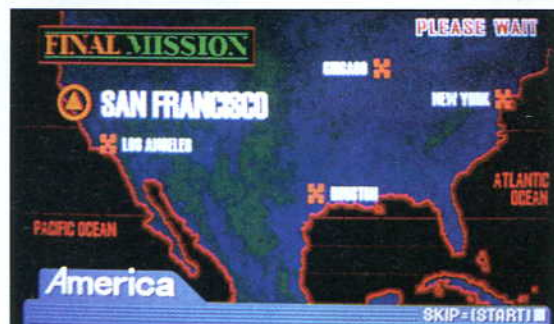 FINAL MISSION
PLEASE WAIT
CHICAGO
SAN FRANCISCO
NEW YORK
LOS ANGELES
HOUSTON
ATLANTIC
OCEAN
PACIFIC OCEAN
America
SKIP=[START]